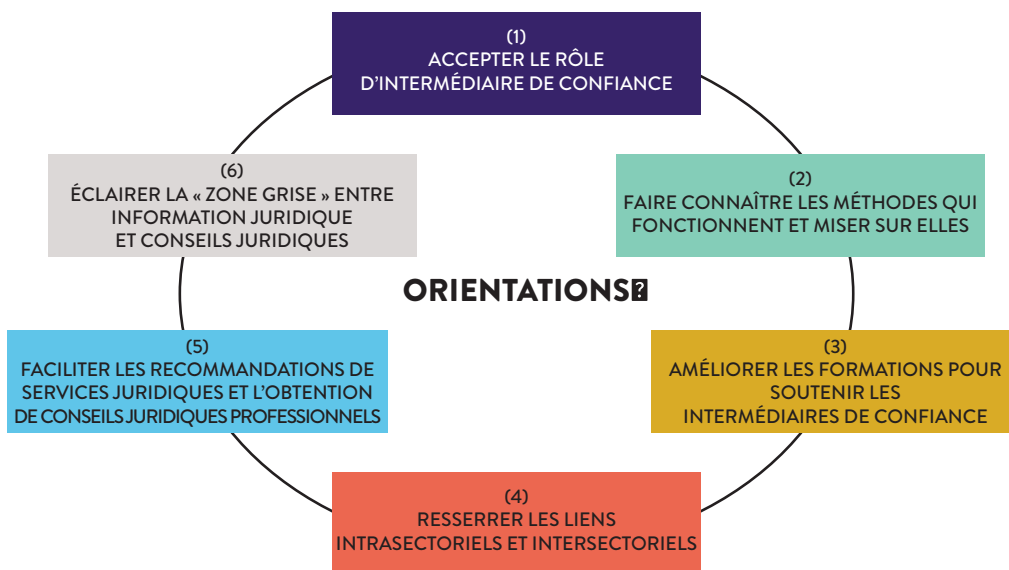 (1)
ACCEPTER LE RÔLE
D'INTERMÉDIAIRE DE CONFIANCE
(2)
FAIRE CONNAÎTRE LES MÉTHODES QUI
FONCTIONNENT ET MISER SUR ELLES
(3)
AMÉLIORER LES FORMATIONS POUR
SOUTENIR LES
INTERMÉDIAIRES DE CONFIANCE
(4)
RESSERRER LES LIENS
INTRASECTORIELS ET INTERSECTORIELS
(5)
FACILITER LES RECOMMANDATIONS DE
SERVICES JURIDIQUES ET L'OBTENTION
DE CONSEILS JURIDIQUES PROFESSIONNELS
(6)
ÉCLAIRER LA « ZONE GRISE » ENTRE
INFORMATION JURIDIQUE
ET CONSEILS JURIDIQUES
ORIENTATIONS